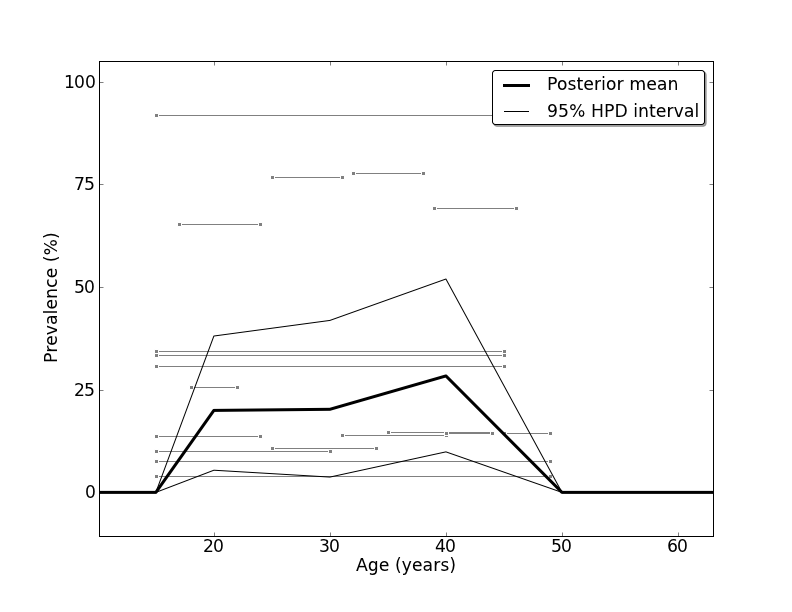 Posterior mean
95% HPD interval
100
75
50
25
0
Prevalence (%)
20 30 40 50 60
Age (years)